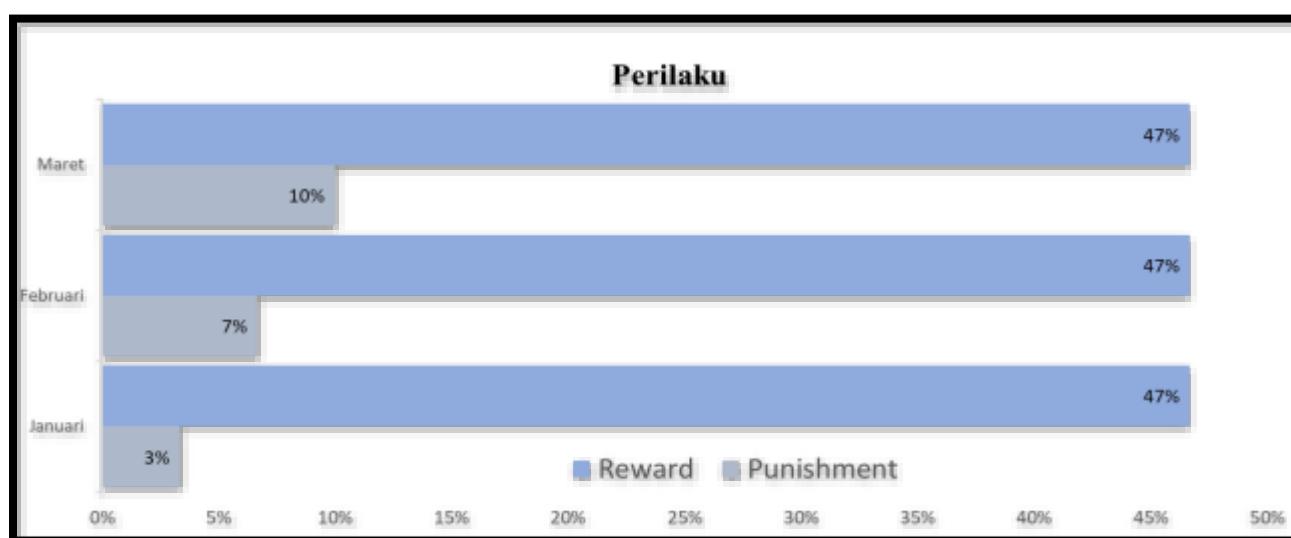 Perilaku
47%
Maret
10%
47%
Februari
7%
47%
Januari
3%
Reward Punishment
0% 5% 10% 15% 20% 25% 30% 35% 40% 45% 50%